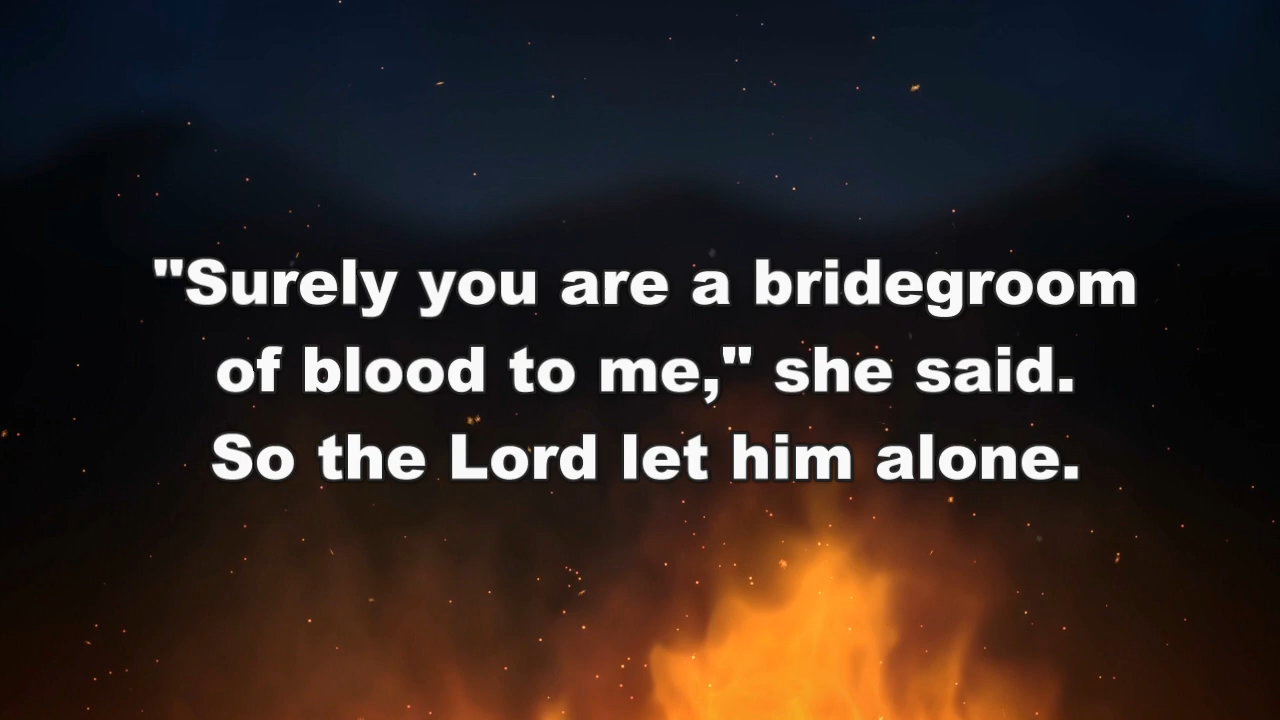 "Surely you are a bridegroom
of blood to me," she said.
So the Lord let him alone.